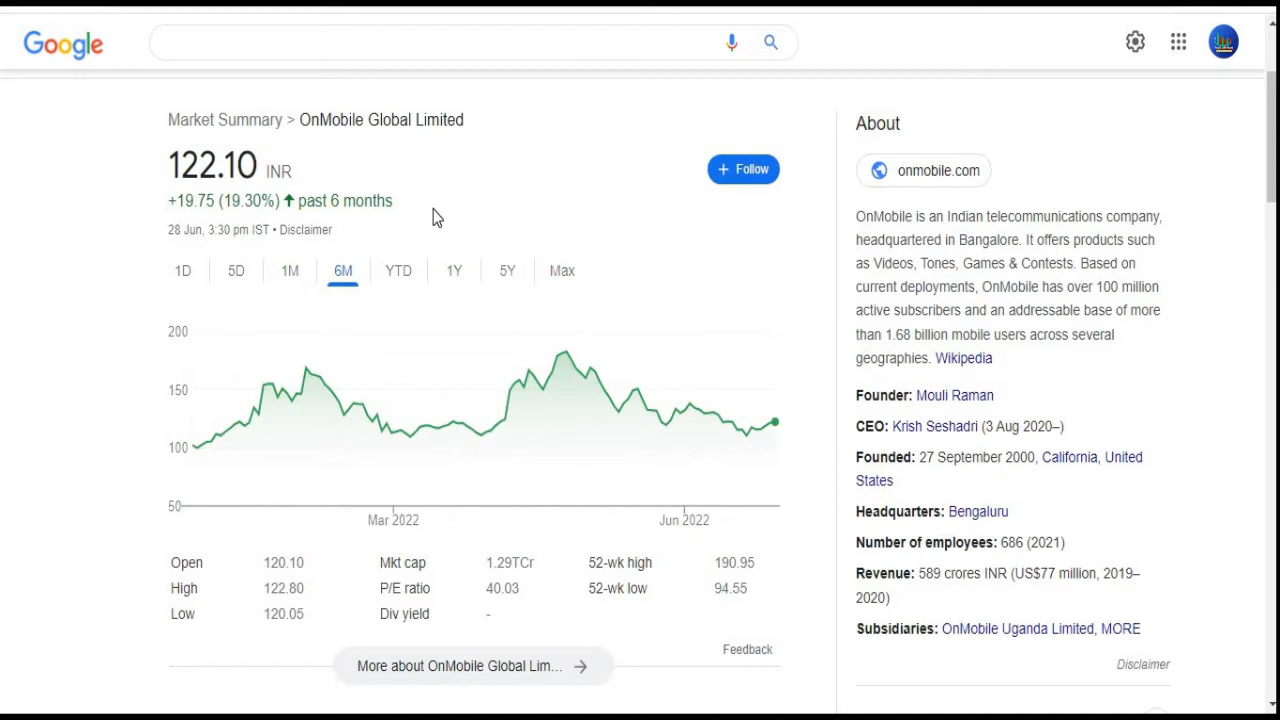 Google
Market Summary > OnMobile Global Limited
122.10 INR
+ Follow
+19.75 (19.30%) ↑ past 6 months
28 Jun, 3:30 pm IST • Disclaimer
1D 5D 1M 6M YTD 1Y 5Y Max
200
150
100
50
Mar 2022 Jun 2022
Open 120.10 Mkt cap 1.29TCr 52-wk high 190.95
High 122.80 P/E ratio 40.03 52-wk low 94.55
Low 120.05 Div yield -
Feedback
More about OnMobile Global Lim... →
About
onmobile.com
OnMobile is an Indian telecommunications company,
headquartered in Bangalore. It offers products such
as Videos, Tones, Games & Contests. Based on
current deployments, OnMobile has over 100 million
active subscribers and an addressable base of more
than 1.68 billion mobile users across several
geographies. Wikipedia
Founder: Mouli Raman
CEO: Krish Seshadri (3 Aug 2020–)
Founded: 27 September 2000, California, United
States
Headquarters: Bengaluru
Number of employees: 686 (2021)
Revenue: 589 crores INR (US$77 million, 2019–
2020)
Subsidiaries: OnMobile Uganda Limited, MORE
Disclaimer